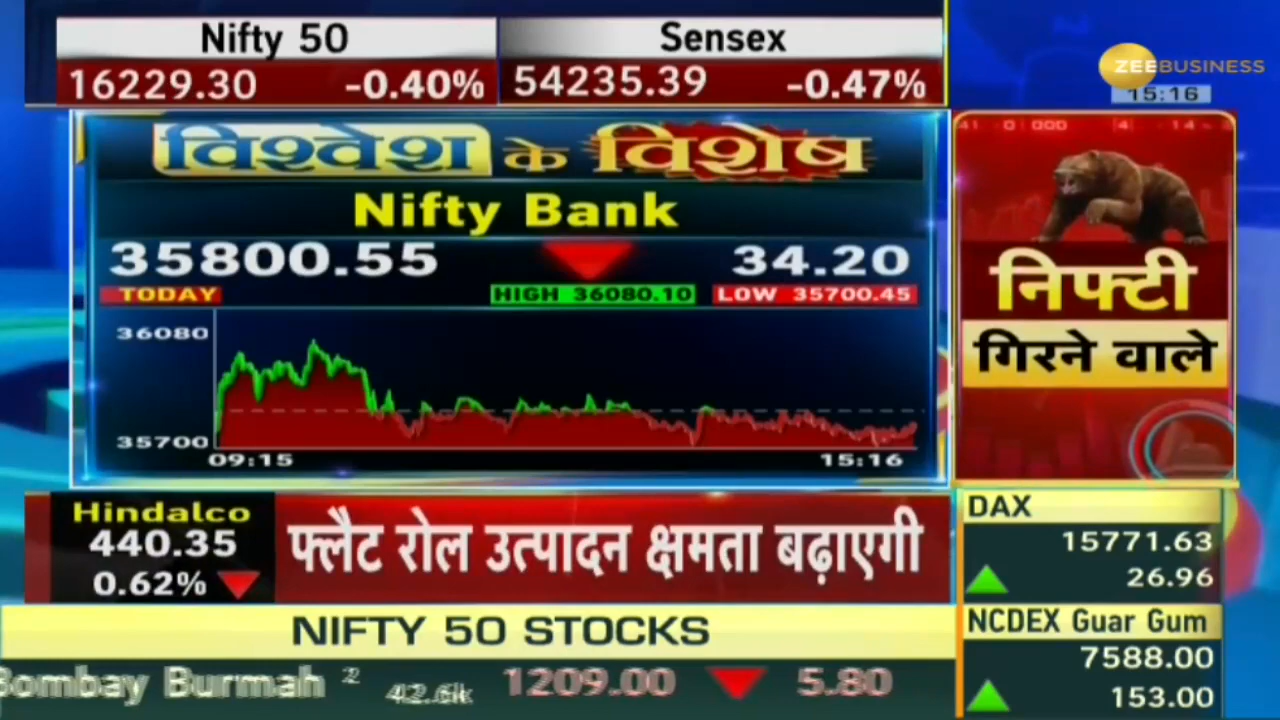 Nifty 50
16229.30 -0.40%
Sensex
54235.39 -0.47%
ZEEBUSINESS
15:16
विश्वेश के विशेष
Nifty Bank
35800.55 34.20
TODAY HIGH 36080.10 LOW 35700.45
36080
35700
09:15 15:16
निफ्टी
गिरने वाले
Hindalco
440.35
0.62%
फ्लैट रोल उत्पादन क्षमता बढ़ाएगी
DAX
15771.63
26.96
NCDEX Guar Gum
7588.00
153.00
NIFTY 50 STOCKS
Bombay Burmah 2 42.6k 1209.00 5.80